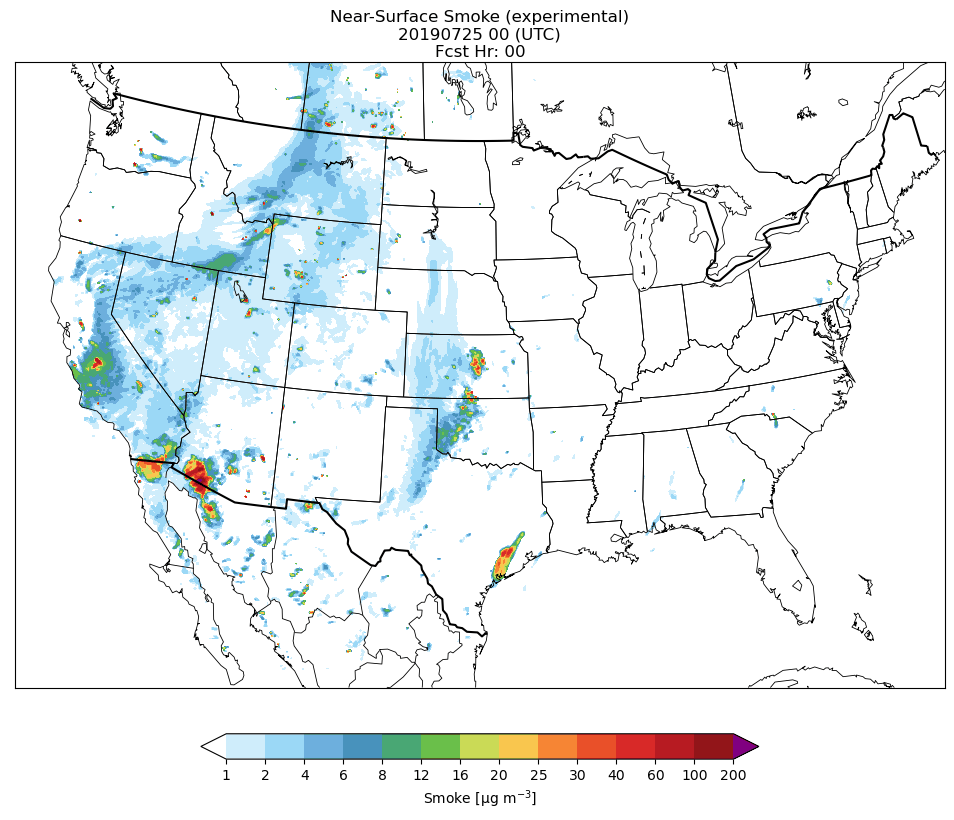 Near-Surface Smoke (experimental)
20190725 00 (UTC)
Fcst Hr: 00
1 2 4 6 8 12 16 20 25 30 40 60 100 200
Smoke [µg m⁻³]